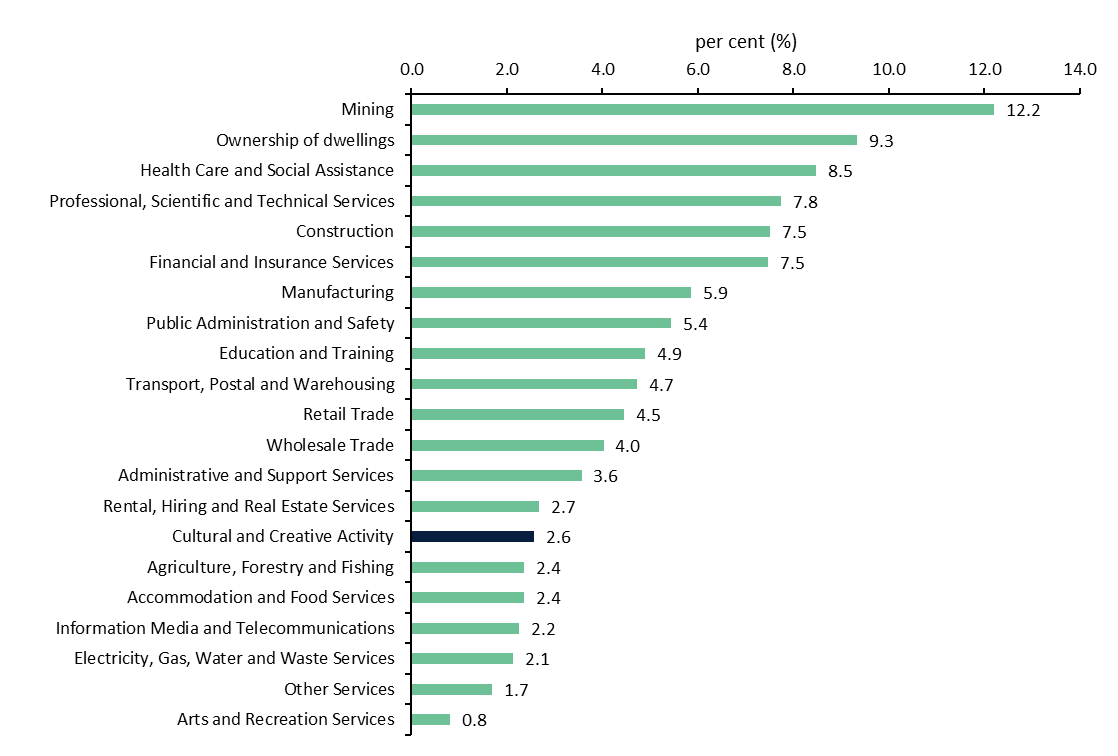 per cent (%)
0.0 2.0 4.0 6.0 8.0 10.0 12.0 14.0
Mining 12.2
Ownership of dwellings 9.3
Health Care and Social Assistance 8.5
Professional, Scientific and Technical Services 7.8
Construction 7.5
Financial and Insurance Services 7.5
Manufacturing 5.9
Public Administration and Safety 5.4
Education and Training 4.9
Transport, Postal and Warehousing 4.7
Retail Trade 4.5
Wholesale Trade 4.0
Administrative and Support Services 3.6
Rental, Hiring and Real Estate Services 2.7
Cultural and Creative Activity 2.6
Agriculture, Forestry and Fishing 2.4
Accommodation and Food Services 2.4
Information Media and Telecommunications 2.2
Electricity, Gas, Water and Waste Services 2.1
Other Services 1.7
Arts and Recreation Services 0.8